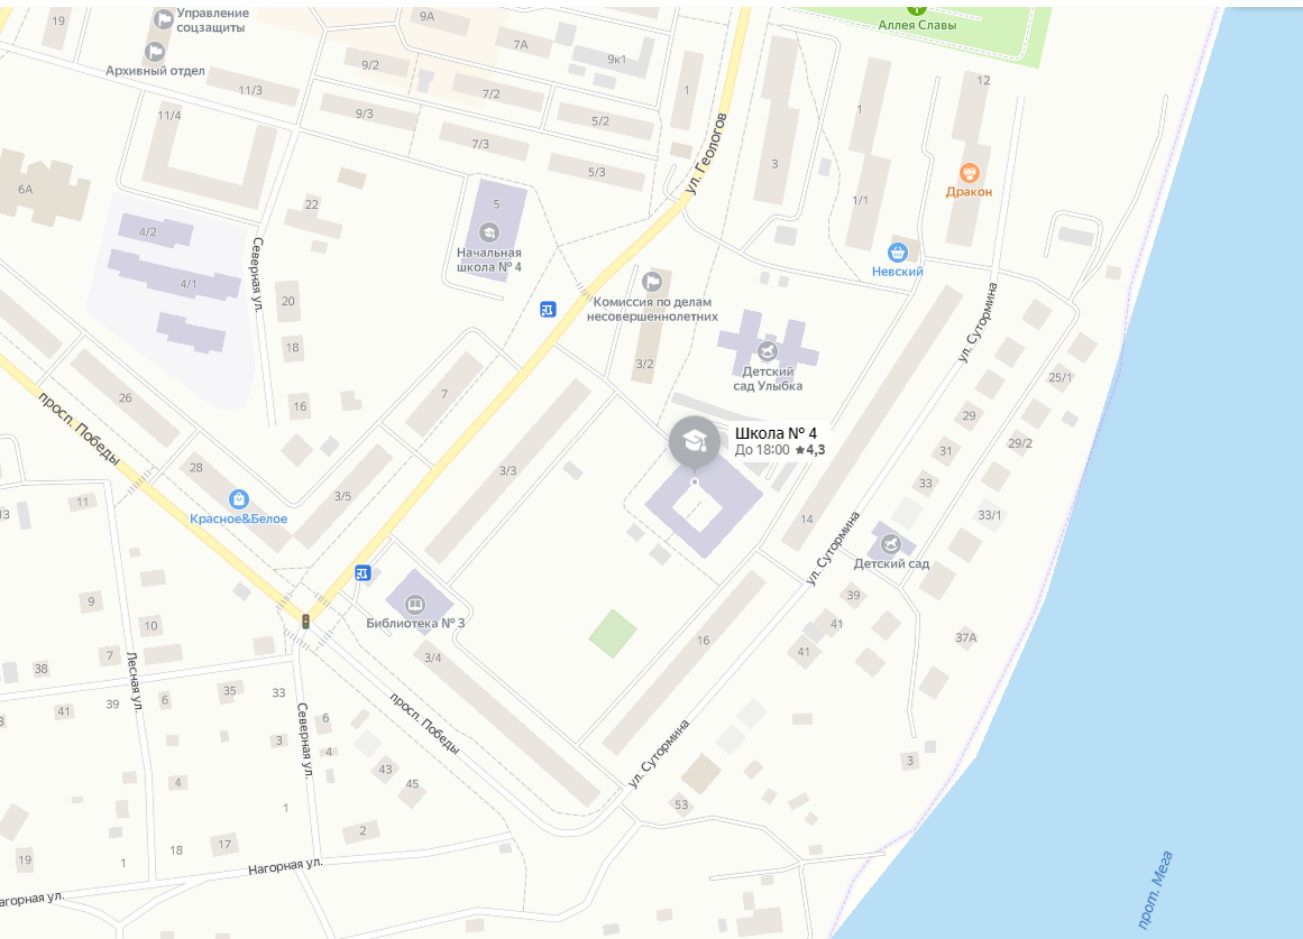 19
Управление
соцзащиты
Архивный отдел
9А
7А
9к1
Аллея Славы
9/2
11/3
11/4
7/2
9/3
5/2
7/3
5/3
1
1
12
3
ул. Геологов
6А
22
5
Начальная
школа № 4
1/1
Дракон
Невский
4/2
4/1
Северная ул.
20
18
16
Комиссия по делам
несовершеннолетних
3/2
Детский
сад Улыбка
ул. Сутормина
25/1
29
29/2
31
33
33/1
просп. Победы
26
28
7
Красное&Белое
3/5
3/3
Школа № 4
До 18:00 ★4,3
14
ул. Сутормина
Детский сад
11
9
10
7
Библиотека № 3
3/4
16
39
41
41
37А
38
Лесная ул.
6
35
33
39
41
3
6
4
4
Северная ул.
просп. Победы
ул. Сутормина
43
45
1
2
53
3
19
1
18
17
Нагорная ул.
агорная ул.
прот. Мега